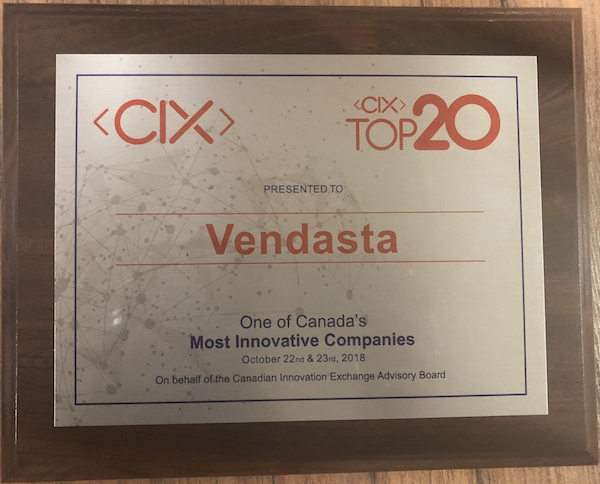 <CIX>
<CIX>
TOP20
PRESENTED TO
Vendasta
One of Canada's
Most Innovative Companies
October 22nd & 23rd, 2018
On behalf of the Canadian Innovation Exchange Advisory Board